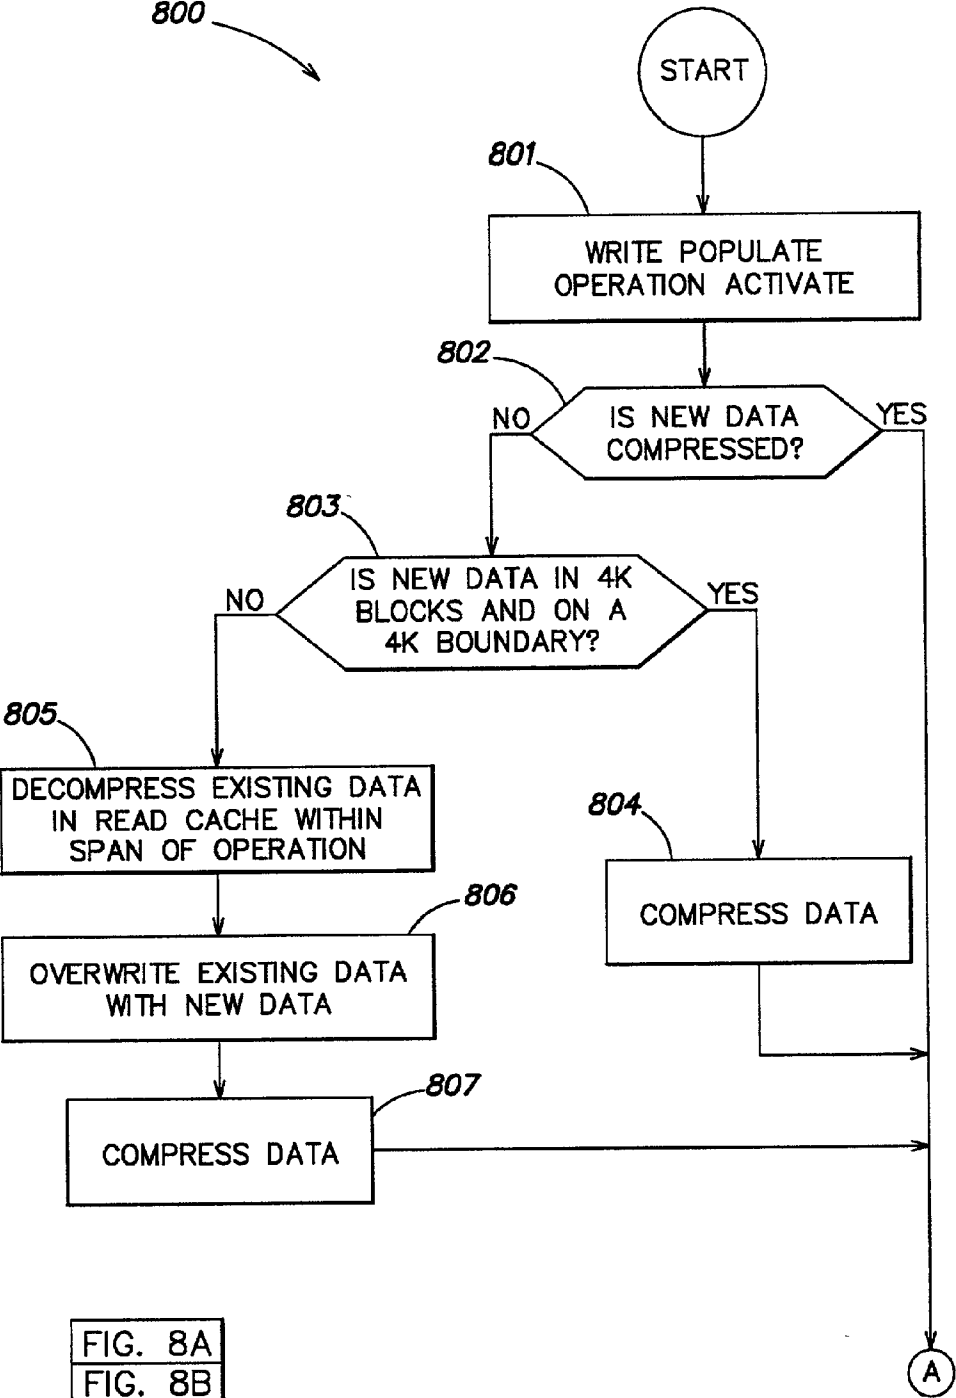 800
START
801
WRITE POPULATE
OPERATION ACTIVATE
802
IS NEW DATA
COMPRESSED?
NO
YES
803
IS NEW DATA IN 4K
BLOCKS AND ON A
4K BOUNDARY?
NO
YES
805
DECOMPRESS EXISTING DATA
IN READ CACHE WITHIN
SPAN OF OPERATION
804
COMPRESS DATA
806
OVERWRITE EXISTING DATA
WITH NEW DATA
807
COMPRESS DATA
FIG. 8A
FIG. 8B
A